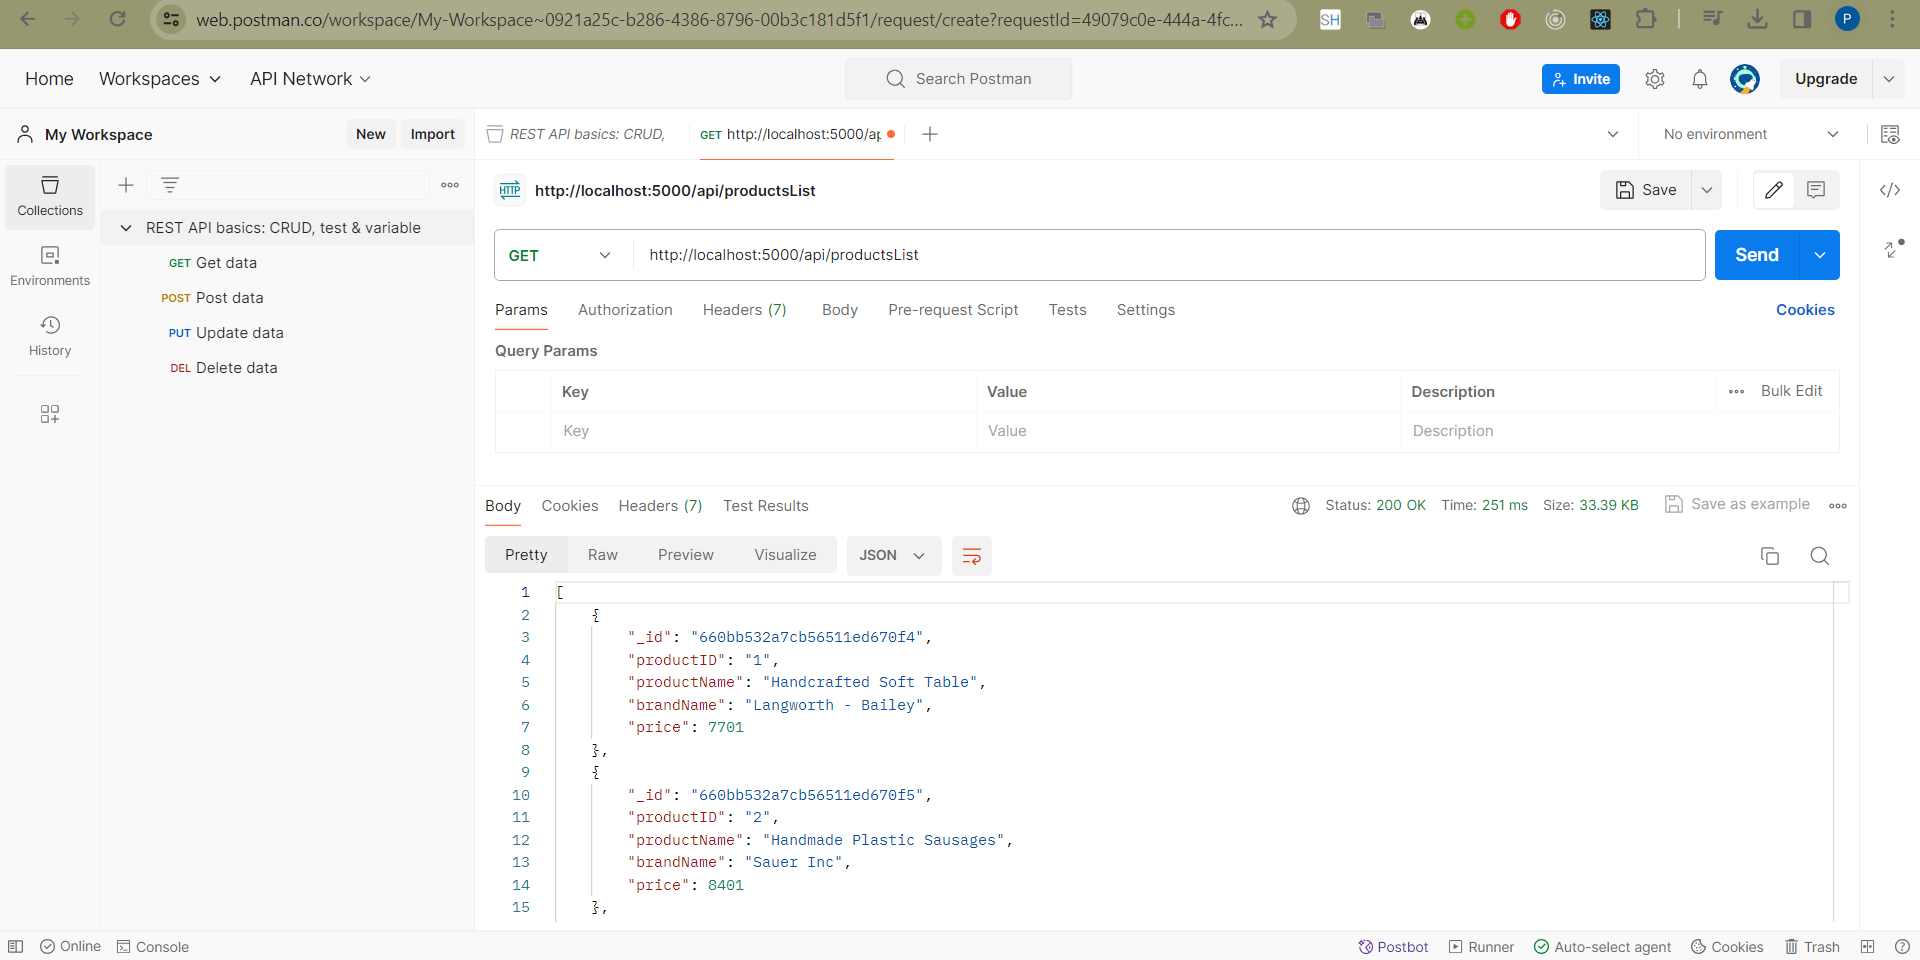 web.postman.co/workspace/My-Workspace~0921a25c-b286-4386-8796-00b3c181d5f1/request/create?requestId=49079c0e-444a-4fc...
SH
P
Home Workspaces API Network Search Postman Invite Upgrade
My Workspace New Import REST API basics: CRUD, GET http://localhost:5000/ap No environment
Collections
Environments
History
REST API basics: CRUD, test & variable
GET Get data
POST Post data
PUT Update data
DEL Delete data
HTTP http://localhost:5000/api/productsList Save
GET http://localhost:5000/api/productsList Send
Params Authorization Headers (7) Body Pre-request Script Tests Settings Cookies
Query Params
Key Value Description Bulk Edit
Key Value Description
Body Cookies Headers (7) Test Results Status: 200 OK Time: 251 ms Size: 33.39 KB Save as example
Pretty Raw Preview Visualize JSON
1 [
2 {
3 "_id": "660bb532a7cb56511ed670f4",
4 "productID": "1",
5 "productName": "Handcrafted Soft Table",
6 "brandName": "Langworth - Bailey",
7 "price": 7701
8 },
9 {
10 "_id": "660bb532a7cb56511ed670f5",
11 "productID": "2",
12 "productName": "Handmade Plastic Sausages",
13 "brandName": "Sauer Inc",
14 "price": 8401
15 },
Online Console Postbot Runner Auto-select agent Cookies Trash